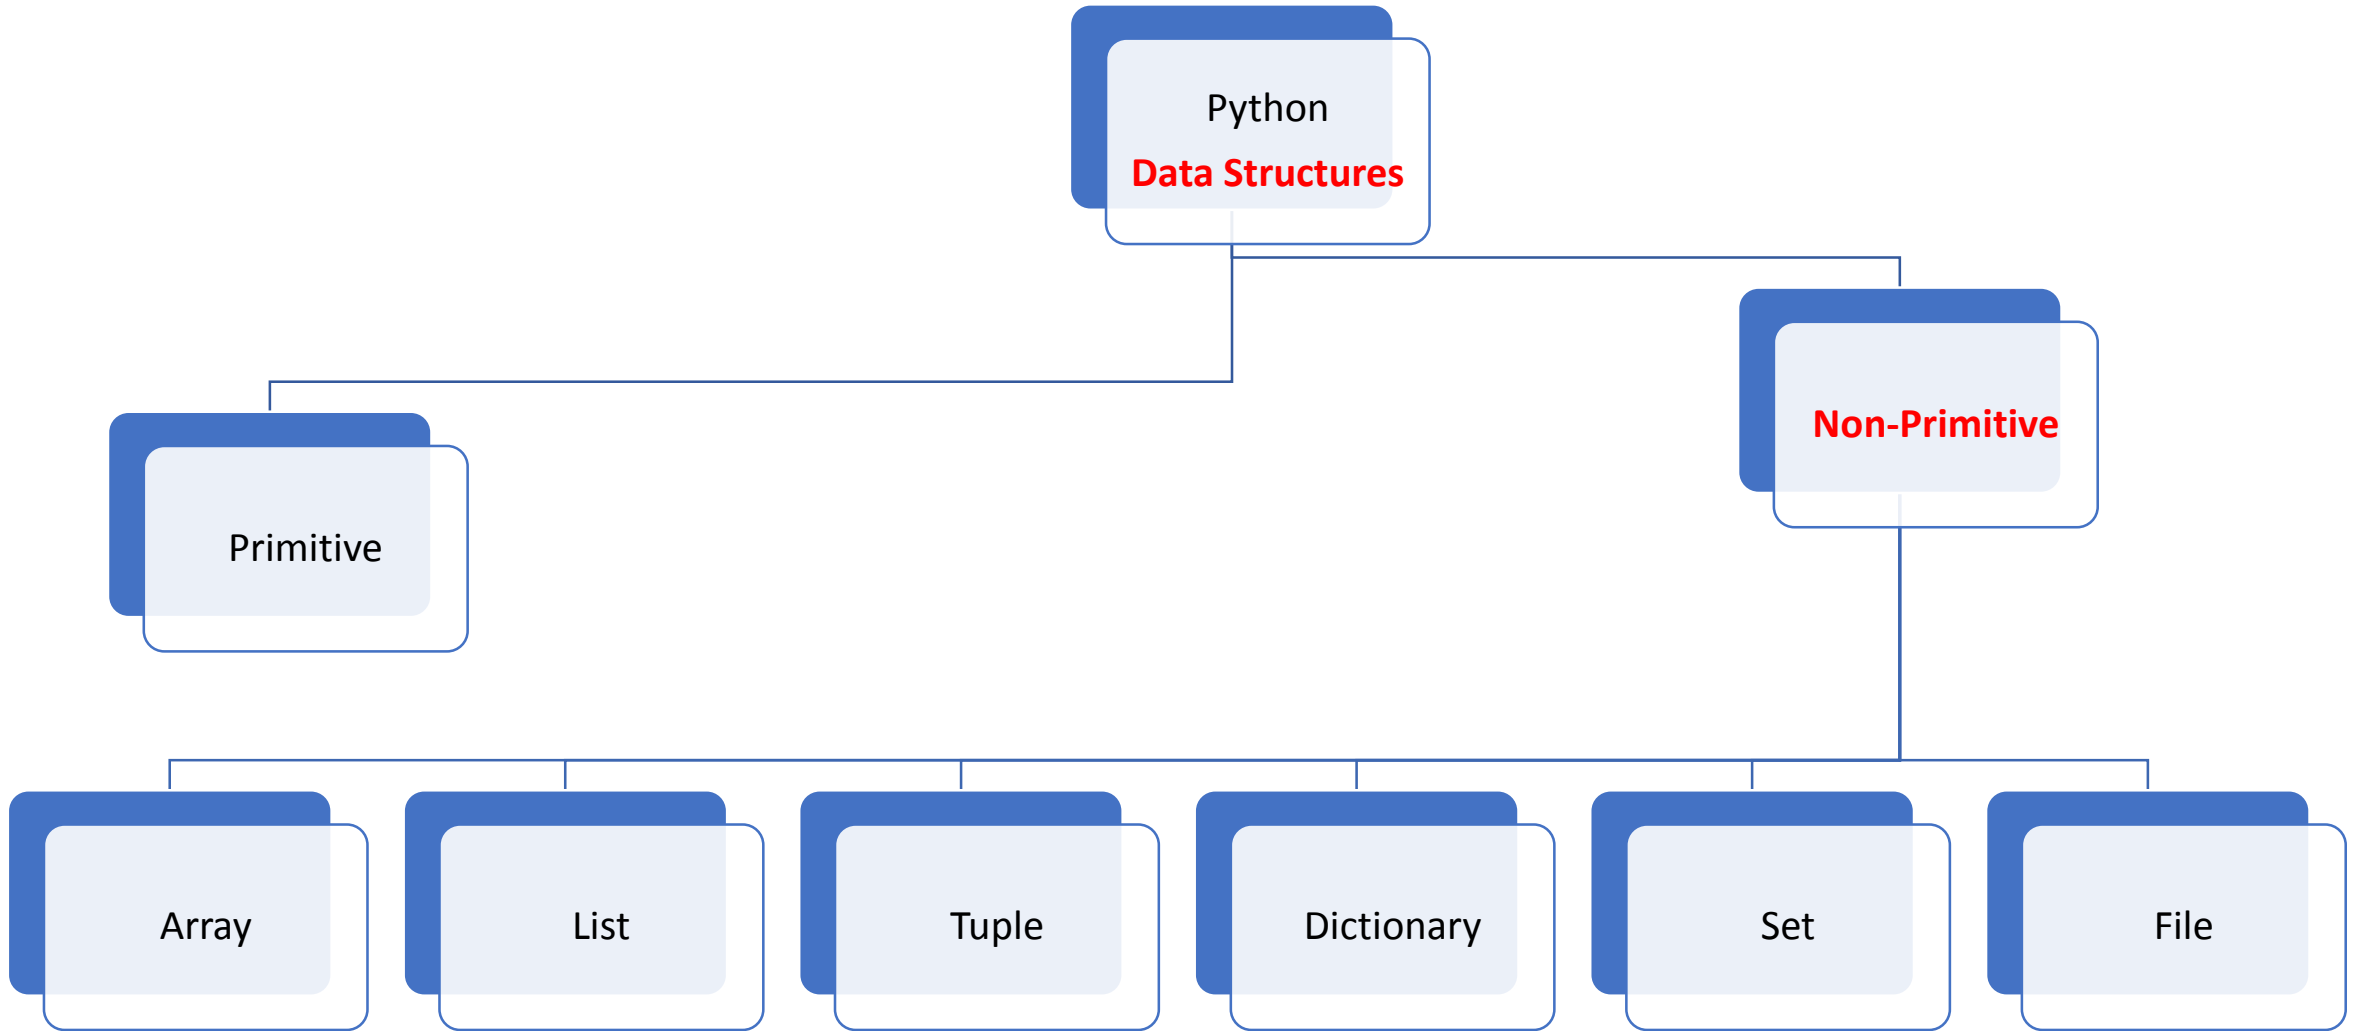 Python
Data Structures
Non-Primitive
Primitive
Array
List
Tuple
Dictionary
Set
File